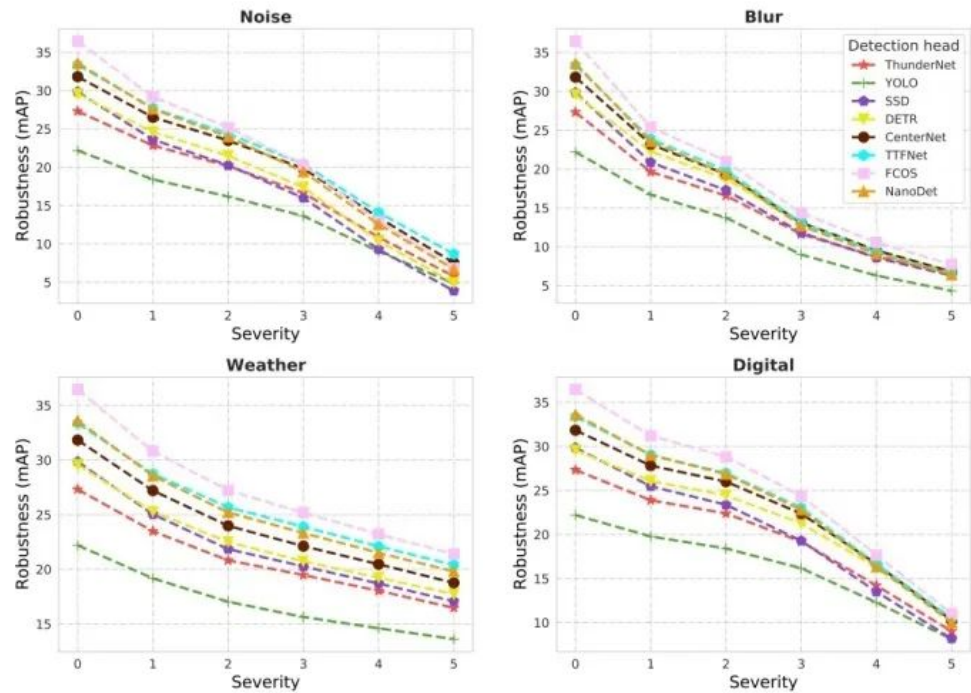 Noise
Robustness (mAP)
35
30
25
20
15
10
5
0 1 2 3 4 5
Severity
Blur
Robustness (mAP)
35
30
25
20
15
10
5
0 1 2 3 4 5
Severity
Detection head
ThunderNet
YOLO
SSD
DETR
CenterNet
TTFNet
FCOS
NanoDet
Weather
Robustness (mAP)
35
30
25
20
15
0 1 2 3 4 5
Severity
Digital
Robustness (mAP)
35
30
25
20
15
10
0 1 2 3 4 5
Severity